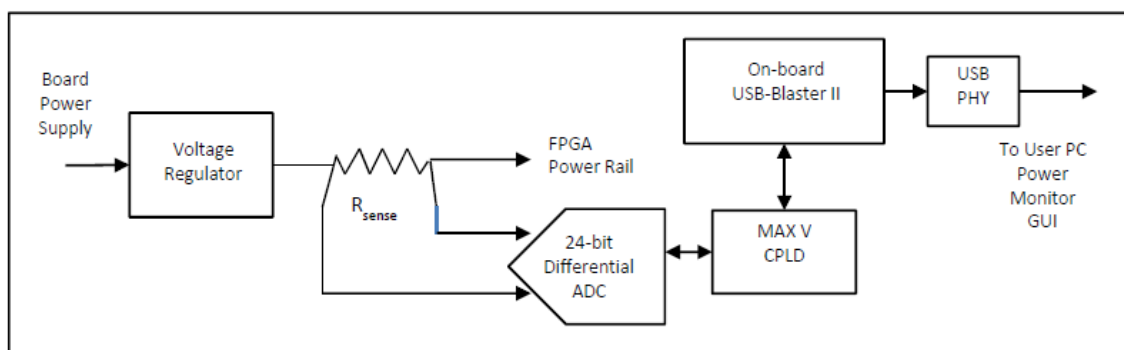 Board
Power
Supply
Voltage
Regulator
R sense
FPGA
Power Rail
24-bit
Differential
ADC
On-board
USB-Blaster II
MAX V
CPLD
USB
PHY
To User PC
Power
Monitor
GUI